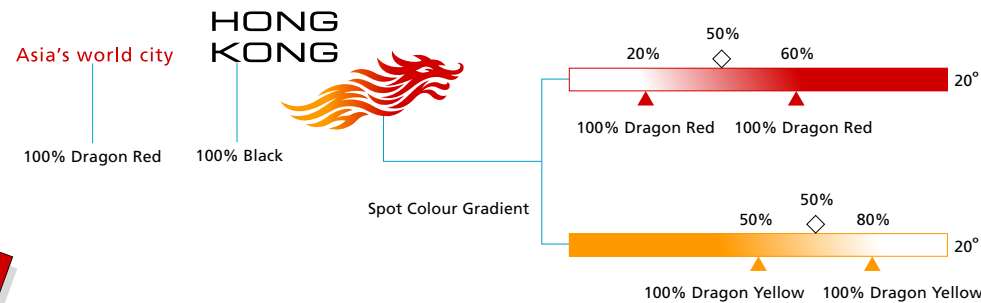 Asia's world city
HONG
KONG
100% Dragon Red
100% Black
Spot Colour Gradient
50%
20% 60%
20°
100% Dragon Red 100% Dragon Red
50%
50% 80%
20°
100% Dragon Yellow 100% Dragon Yellow